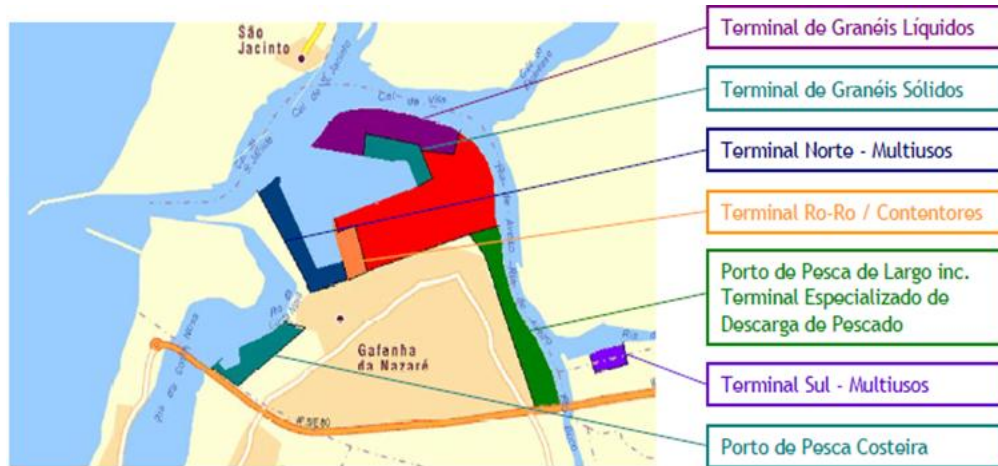 São
Jacinto
Terminal de Granéis Líquidos
Terminal de Granéis Sólidos
Terminal Norte - Multiusos
Terminal Ro-Ro / Contentores
Porto de Pesca de Largo inc.
Terminal Especializado de
Descarga de Pescado
Terminal Sul - Multiusos
Porto de Pesca Costeira
Gafanha
da Nazaré